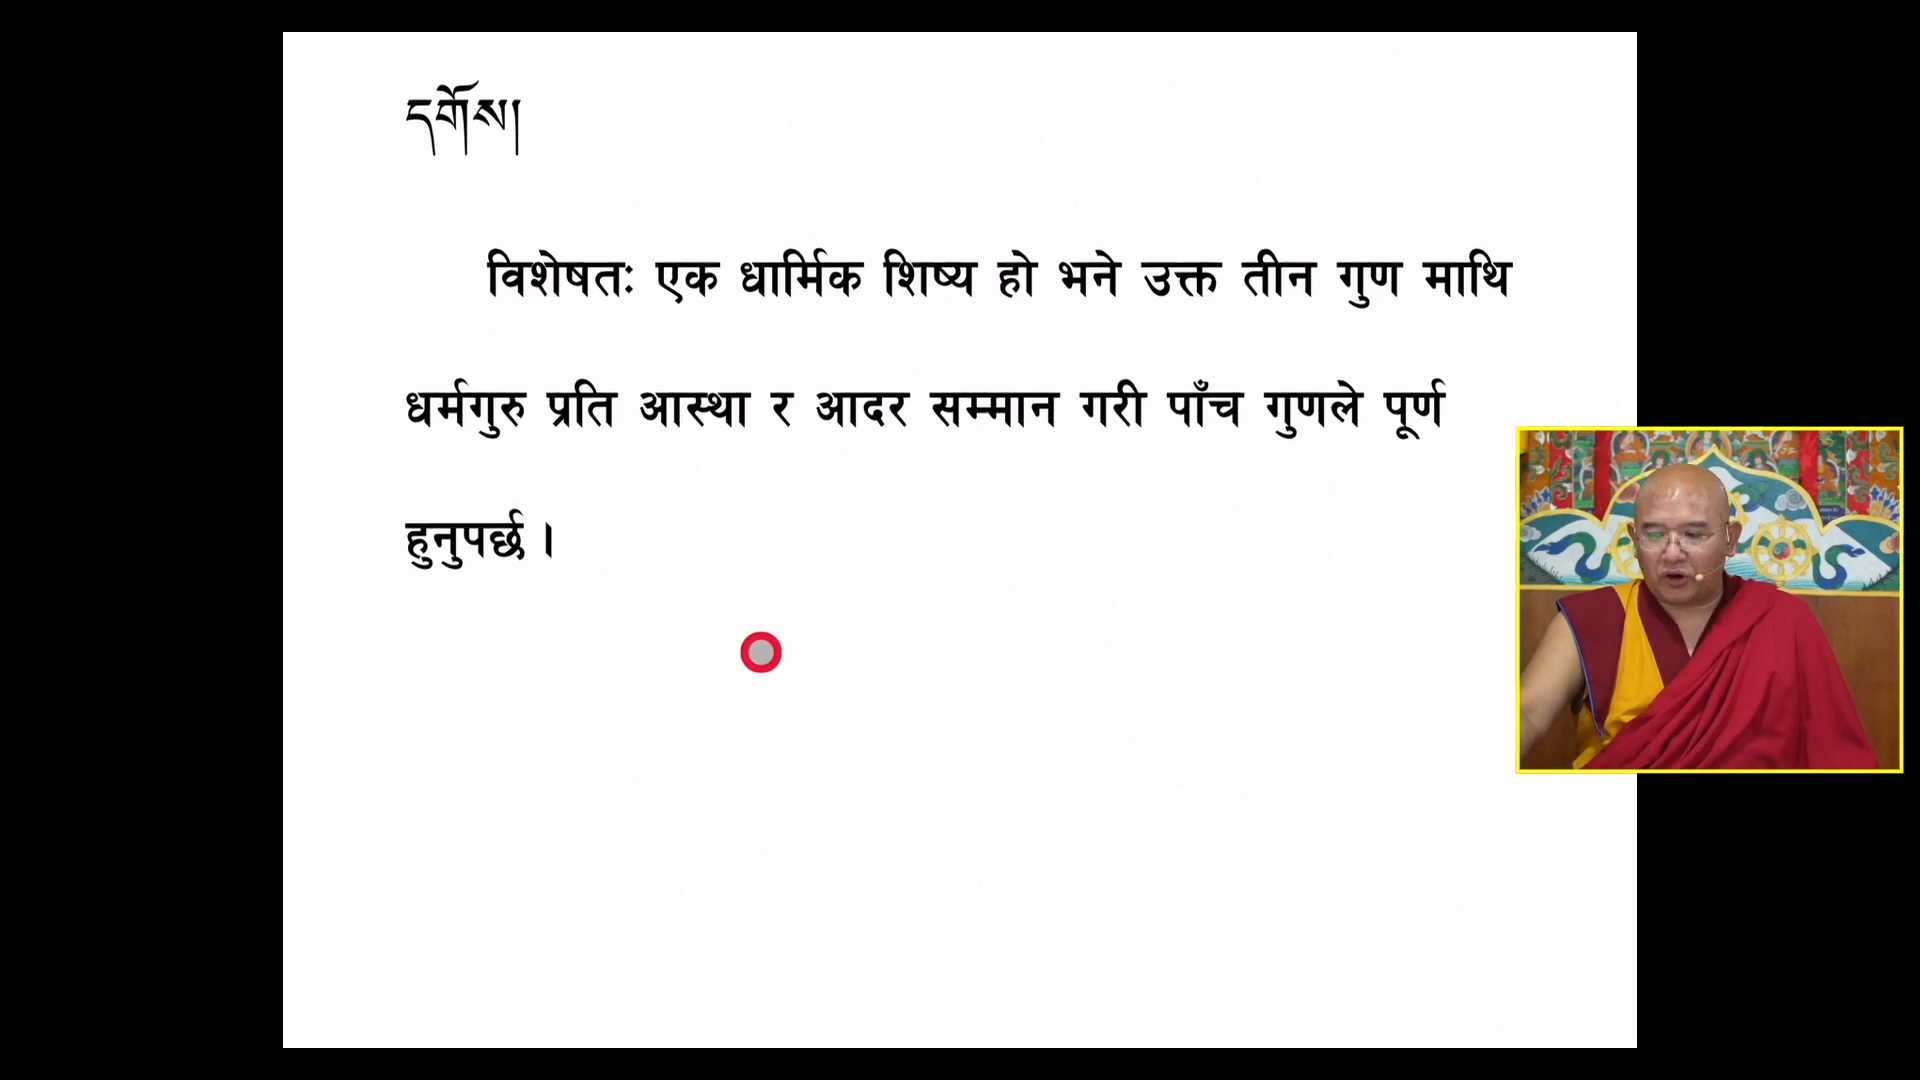 དགོས།
विशेषतः एक धार्मिक शिष्य हो भने उक्त तीन गुण माथि
धर्मगुरु प्रति आस्था र आदर सम्मान गरी पाँच गुणले पूर्ण
हुनुपर्छ ।